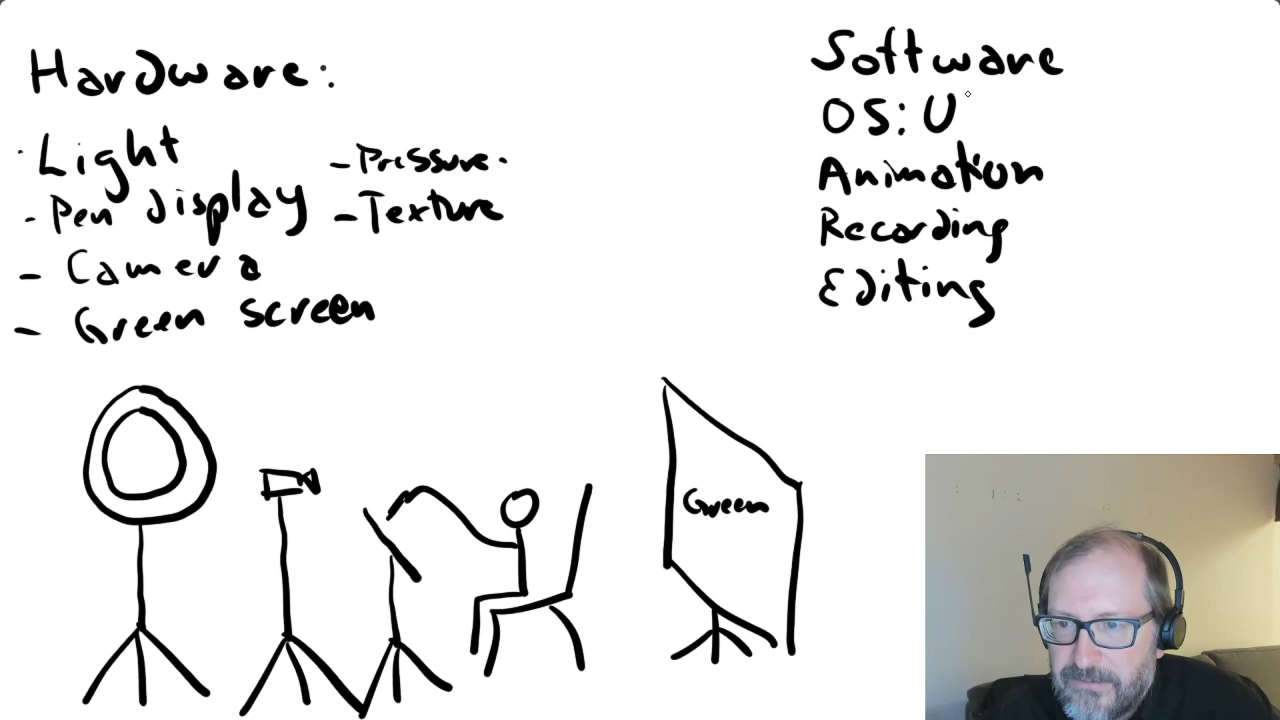 Hardware:
· Light
- Pen display
- Camera
- Green screen
- Pressure.
- Texture
Software
OS: U
Animation
Recording
Editing
Green